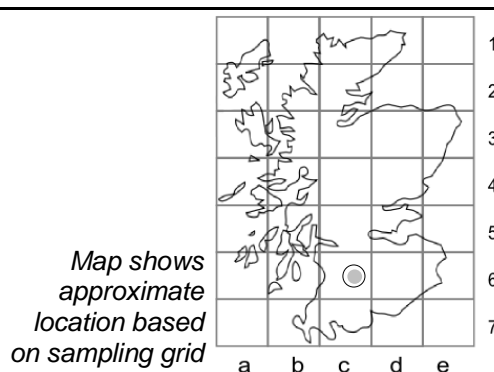 1
2
3
4
5
6
7
Map shows
approximate
location based
on sampling grid
a b c d e